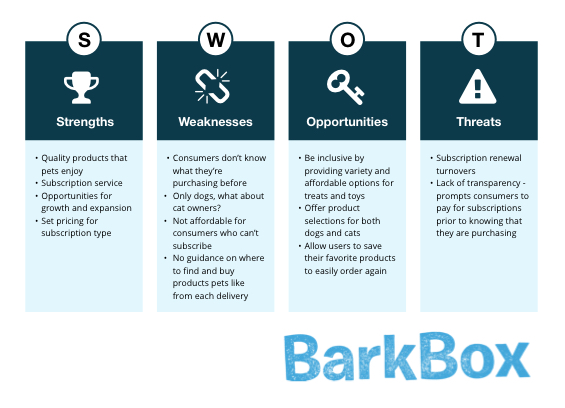 S
Strengths
• Quality products that
pets enjoy
• Subscription service
• Opportunities for
growth and expansion
• Set pricing for
subscription type
W
Weaknesses
• Consumers don't know
what they're
purchasing before
• Only dogs, what about
cat owners?
• Not affordable for
consumers who can't
subscribe
• No guidance on where
to find and buy
products pets like
from each delivery
O
Opportunities
• Be inclusive by
providing variety and
affordable options for
treats and toys
• Offer product
selections for both
dogs and cats
• Allow users to save
their favorite products
to easily order again
T
Threats
• Subscription renewal
turnovers
• Lack of transparency -
prompts consumers to
pay for subscriptions
prior to knowing that
they are purchasing
BarkBox